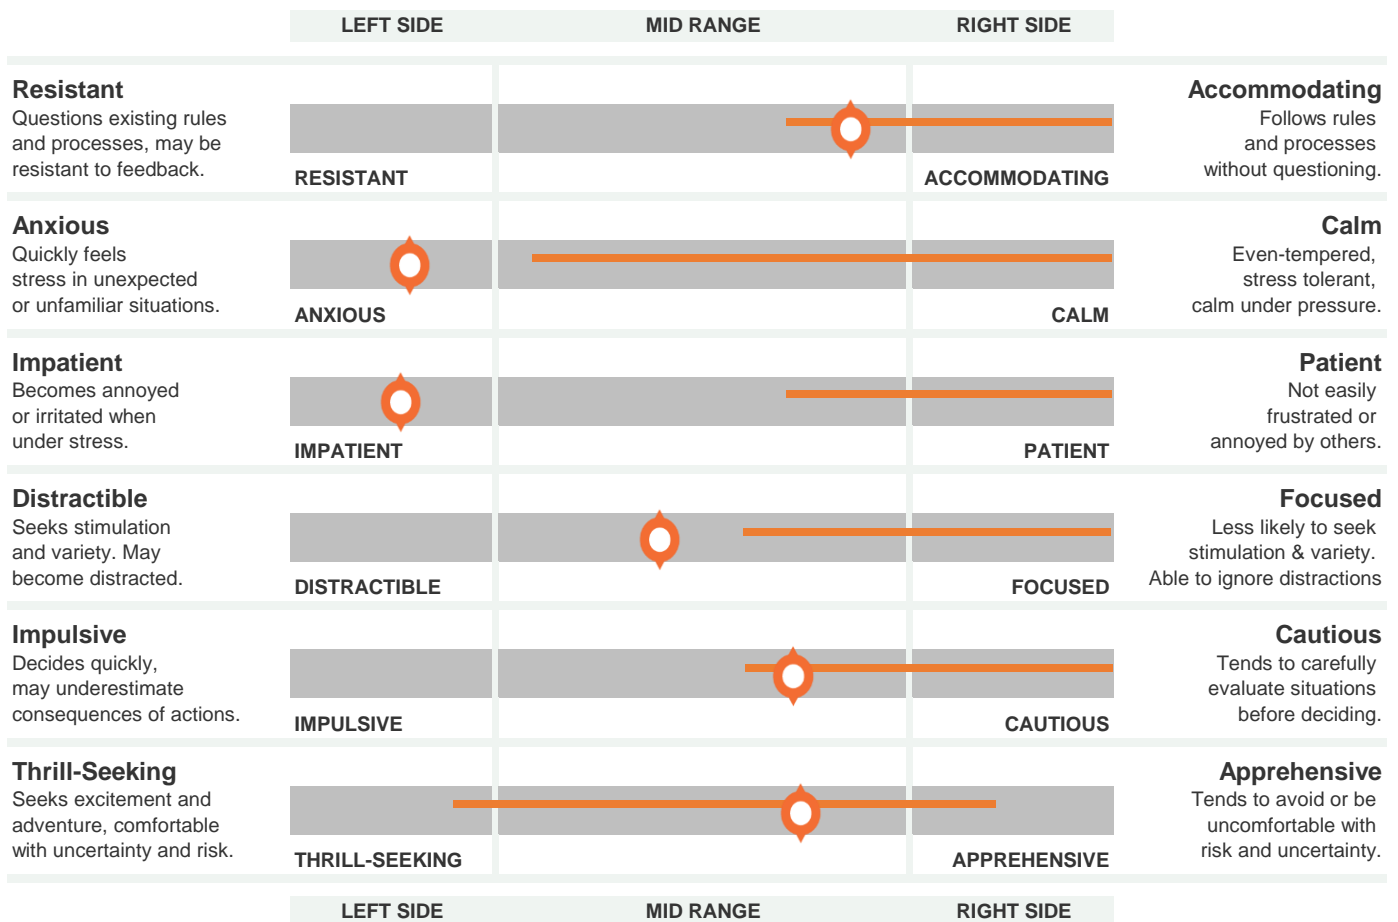 LEFT SIDE MID RANGE RIGHT SIDE
Resistant
Questions existing rules
and processes, may be
resistant to feedback.
RESISTANT ACCOMMODATING
Accommodating
Follows rules
and processes
without questioning.
Anxious
Quickly feels
stress in unexpected
or unfamiliar situations.
ANXIOUS CALM
Calm
Even-tempered,
stress tolerant,
calm under pressure.
Impatient
Becomes annoyed
or irritated when
under stress.
IMPATIENT PATIENT
Patient
Not easily
frustrated or
annoyed by others.
Distractible
Seeks stimulation
and variety. May
become distracted.
DISTRACTIBLE FOCUSED
Focused
Less likely to seek
stimulation & variety.
Able to ignore distractions
Impulsive
Decides quickly,
may underestimate
consequences of actions.
IMPULSIVE CAUTIOUS
Cautious
Tends to carefully
evaluate situations
before deciding.
Thrill-Seeking
Seeks excitement and
adventure, comfortable
with uncertainty and risk.
THRILL-SEEKING APPREHENSIVE
Apprehensive
Tends to avoid or be
uncomfortable with
risk and uncertainty.
LEFT SIDE MID RANGE RIGHT SIDE